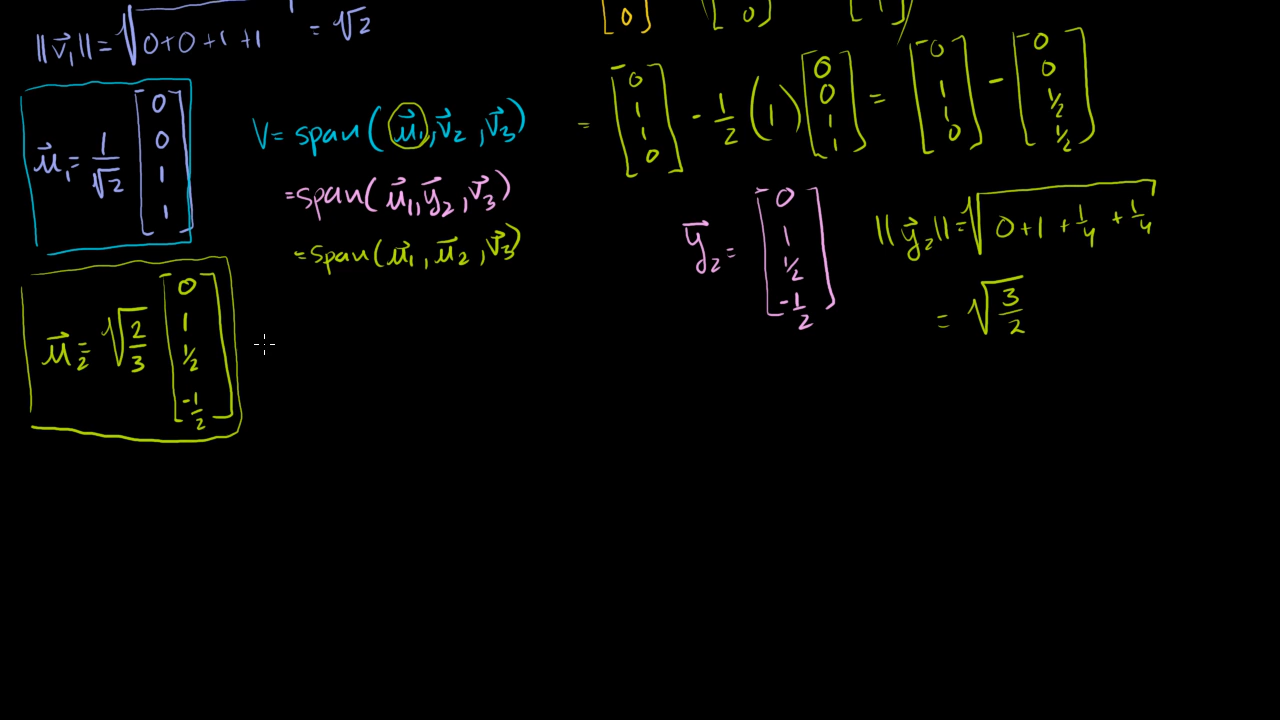 ||v⃗₁|| = √(0+0+1+1) = √2
[0] [0] [1]
= [0 1 1 0] - 1/2 (1) [0 0 1 1] = [0 1 1 0] - [0 0 1/2 1/2]
u⃗₁ = 1/√2 [0 0 1 1]
V = span(u⃗₁, v⃗₂, v⃗₃)
= span(u⃗₁, y⃗₂, v⃗₃)
= span(u⃗₁, u⃗₂, v⃗₃)
y⃗₂ = [0 1 1/2 -1/2]
||y⃗₂|| = √(0+1+1/4+1/4)
= √(3/2)
u⃗₂ = √(2/3) [0 1 1/2 -1/2]